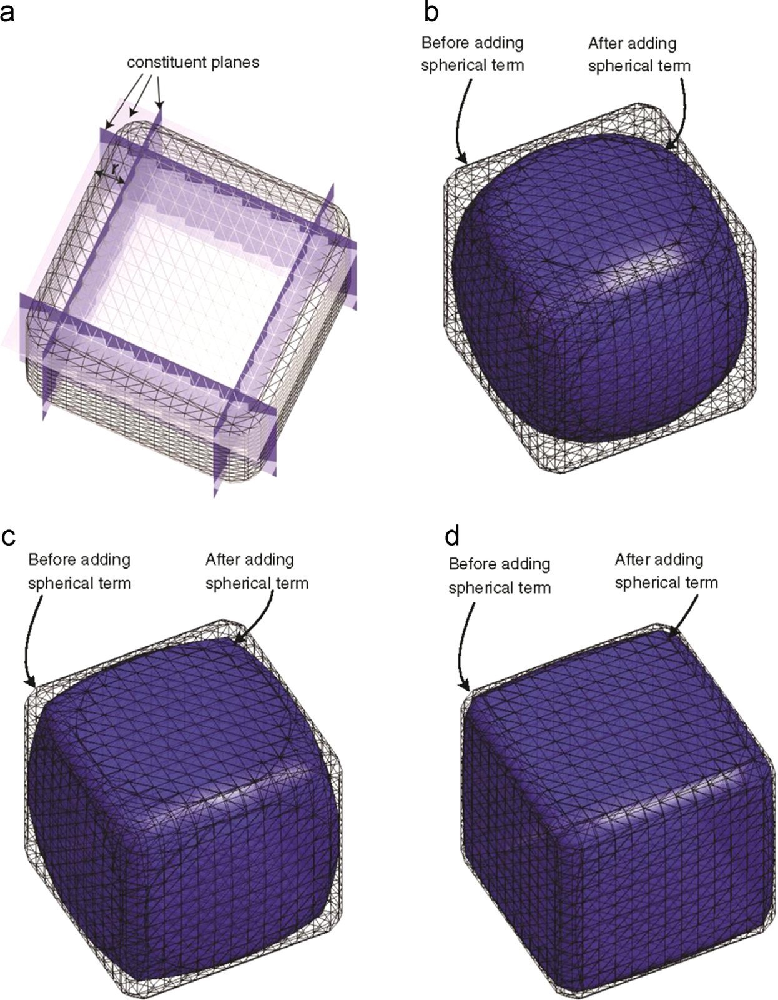 a
constituent planes
r
b
Before adding
spherical term
After adding
spherical term
c
Before adding
spherical term
After adding
spherical term
d
Before adding
spherical term
After adding
spherical term